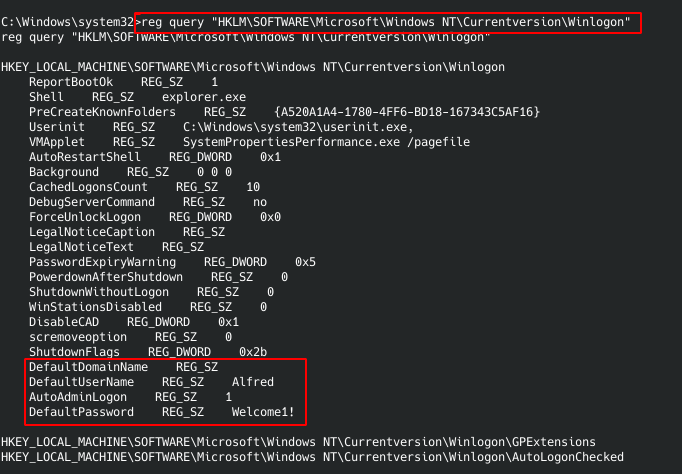 C:\Windows\system32>reg query "HKLM\SOFTWARE\Microsoft\Windows NT\Currentversion\Winlogon"
reg query "HKLM\SOFTWARE\Microsoft\Windows NT\Currentversion\Winlogon"
HKEY_LOCAL_MACHINE\SOFTWARE\Microsoft\Windows NT\Currentversion\Winlogon
ReportBootOk REG_SZ 1
Shell REG_SZ explorer.exe
PreCreateKnownFolders REG_SZ {A520A1A4-1780-4FF6-BD18-167343C5AF16}
Userinit REG_SZ C:\Windows\system32\userinit.exe,
VMApplet REG_SZ SystemPropertiesPerformance.exe /pagefile
AutoRestartShell REG_DWORD 0x1
Background REG_SZ 0 0 0
CachedLogonsCount REG_SZ 10
DebugServerCommand REG_SZ no
ForceUnlockLogon REG_DWORD 0x0
LegalNoticeCaption REG_SZ
LegalNoticeText REG_SZ
PasswordExpiryWarning REG_DWORD 0x5
PowerdownAfterShutdown REG_SZ 0
ShutdownWithoutLogon REG_SZ 0
WinStationsDisabled REG_SZ 0
DisableCAD REG_DWORD 0x1
scremoveoption REG_SZ 0
ShutdownFlags REG_DWORD 0x2b
DefaultDomainName REG_SZ
DefaultUserName REG_SZ Alfred
AutoAdminLogon REG_SZ 1
DefaultPassword REG_SZ Welcome1!
HKEY_LOCAL_MACHINE\SOFTWARE\Microsoft\Windows NT\Currentversion\Winlogon\GPExtensions
HKEY_LOCAL_MACHINE\SOFTWARE\Microsoft\Windows NT\Currentversion\Winlogon\AutoLogonChecked